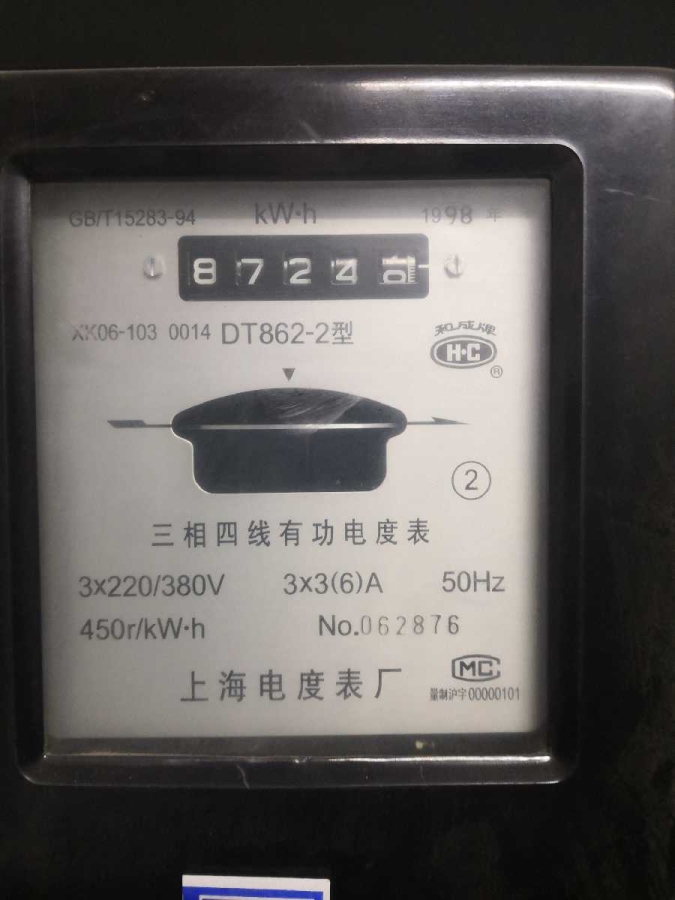 GB/T15283-94 kW·h 1998 年
8 7 2 4 0
XK06-103 0014 DT862-2型
和成牌
H·C
®
2
三相四线有功电度表
3x220/380V 3x3(6)A 50Hz
450r/kW·h No.062876
上海电度表厂
MC
量制沪字00000101